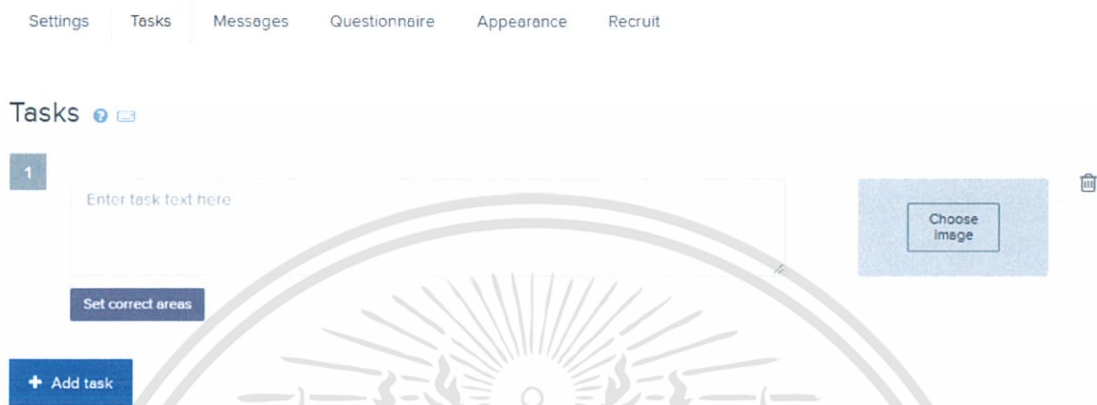 Settings Tasks Messages Questionnaire Appearance Recruit
Tasks ?
1
Enter task text here
Choose
image
Set correct areas
+ Add task